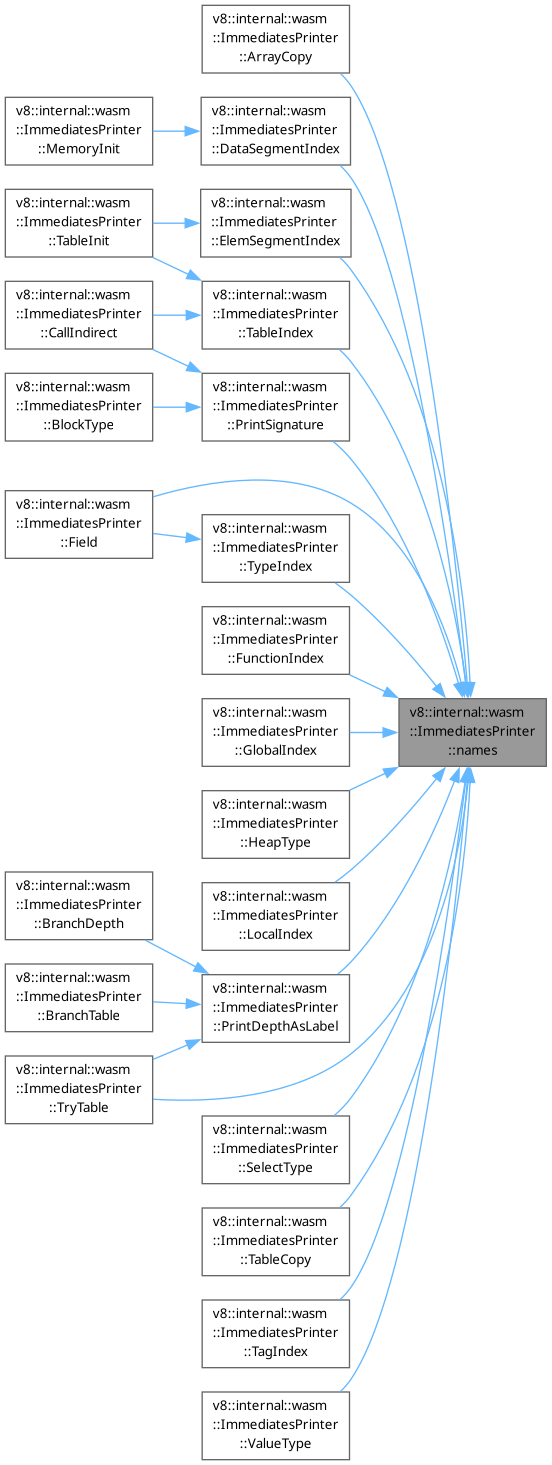 v8::internal::wasm
::ImmediatesPrinter
::ArrayCopy
v8::internal::wasm
::ImmediatesPrinter
::MemoryInit
v8::internal::wasm
::ImmediatesPrinter
::DataSegmentIndex
v8::internal::wasm
::ImmediatesPrinter
::TableInit
v8::internal::wasm
::ImmediatesPrinter
::ElemSegmentIndex
v8::internal::wasm
::ImmediatesPrinter
::CallIndirect
v8::internal::wasm
::ImmediatesPrinter
::TableIndex
v8::internal::wasm
::ImmediatesPrinter
::BlockType
v8::internal::wasm
::ImmediatesPrinter
::PrintSignature
v8::internal::wasm
::ImmediatesPrinter
::Field
v8::internal::wasm
::ImmediatesPrinter
::TypeIndex
v8::internal::wasm
::ImmediatesPrinter
::FunctionIndex
v8::internal::wasm
::ImmediatesPrinter
::GlobalIndex
v8::internal::wasm
::ImmediatesPrinter
::names
v8::internal::wasm
::ImmediatesPrinter
::HeapType
v8::internal::wasm
::ImmediatesPrinter
::LocalIndex
v8::internal::wasm
::ImmediatesPrinter
::BranchDepth
v8::internal::wasm
::ImmediatesPrinter
::BranchTable
v8::internal::wasm
::ImmediatesPrinter
::PrintDepthAsLabel
v8::internal::wasm
::ImmediatesPrinter
::TryTable
v8::internal::wasm
::ImmediatesPrinter
::SelectType
v8::internal::wasm
::ImmediatesPrinter
::TableCopy
v8::internal::wasm
::ImmediatesPrinter
::TagIndex
v8::internal::wasm
::ImmediatesPrinter
::ValueType